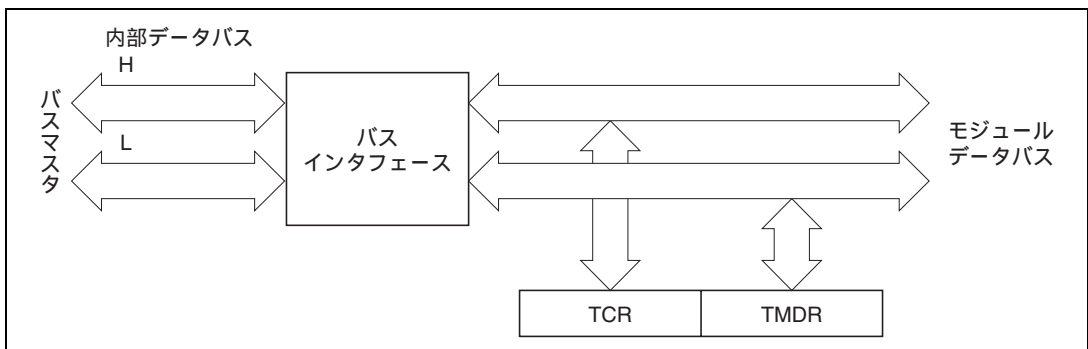 内部データバス
H
バスマスタ
L
バス
インタフェース
モジュール
データバス
TCR
TMDR